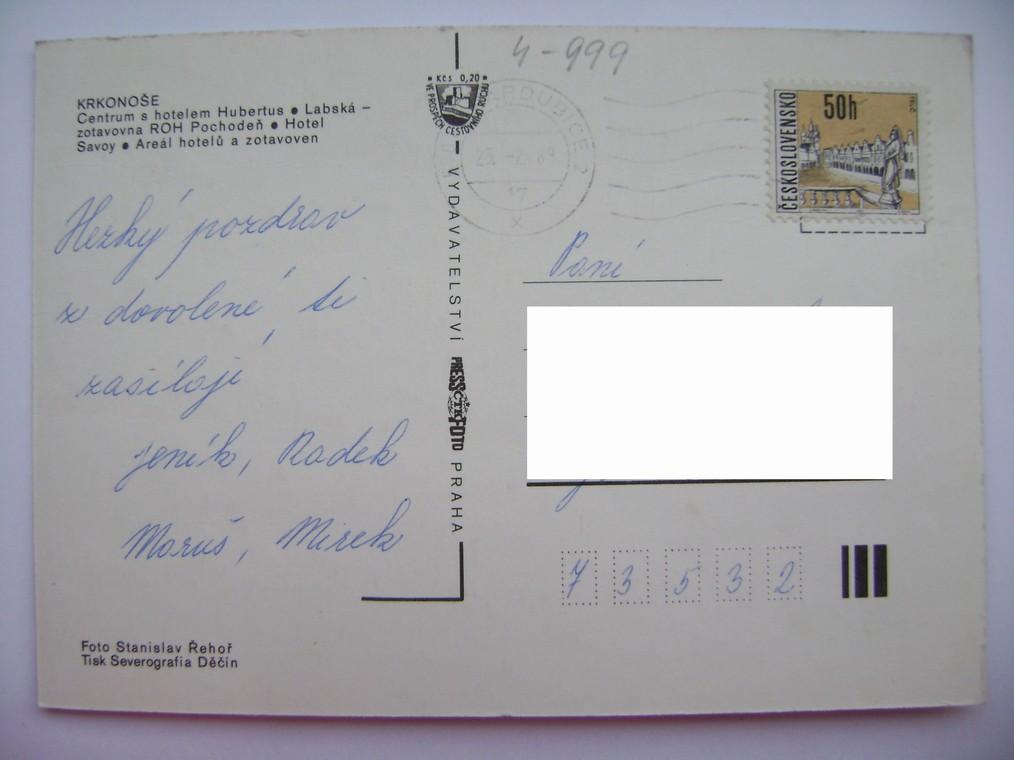 4-999
KRKONOŠE
Centrum s hotelem Hubertus • Labská –
zotavovna ROH Pochodeň • Hotel
Savoy • Areál hotelů a zotavoven
* Kčs 0,20 *
VE PROSPĚCH CESTOVNÍHO RUCHU
ČESKOSLOVENSKO
50h
Hezký pozdrav
z dovolené ti
zasílají
Jeník, Radek
Maruš, Mirek
VYDAVATELSTVÍ PRESSFOTO PRAHA
ČTK
17
Paní
7 3 5 3 2
Foto Stanislav Řehoř
Tisk Severografia Děčín